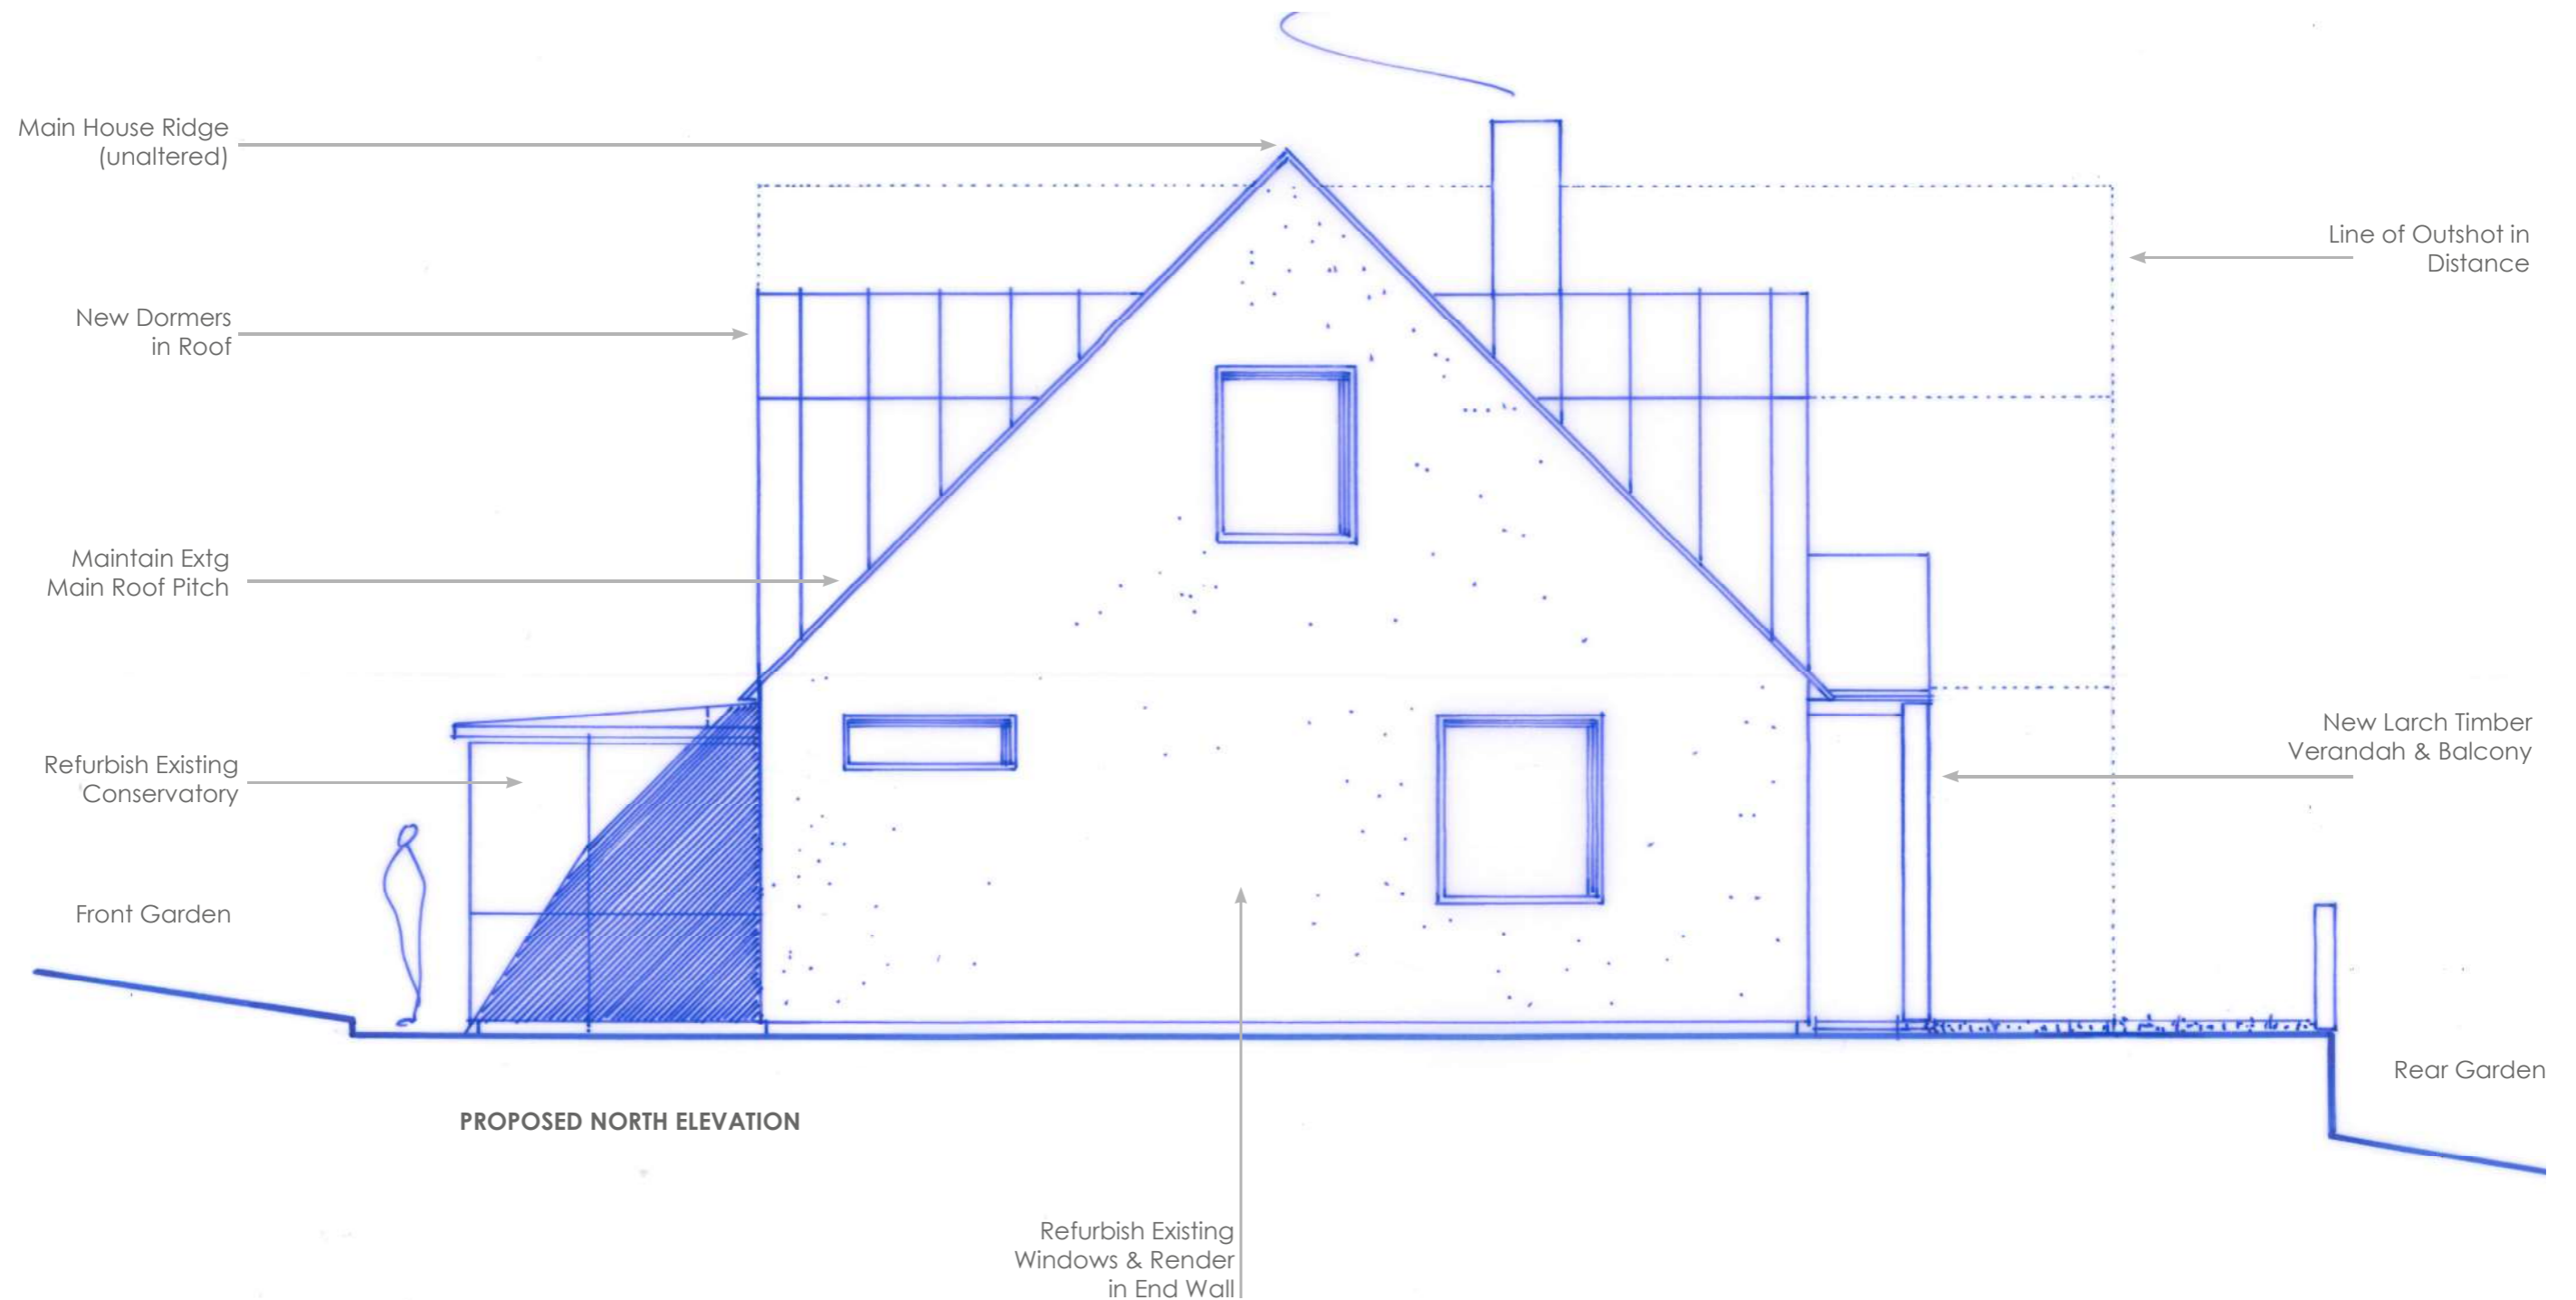 Main House Ridge
(unaltered)
Line of Outshot in
Distance
New Dormers
in Roof
Maintain Extg
Main Roof Pitch
New Larch Timber
Verandah & Balcony
Refurbish Existing
Conservatory
Front Garden
Rear Garden
PROPOSED NORTH ELEVATION
Refurbish Existing
Windows & Render
in End Wall